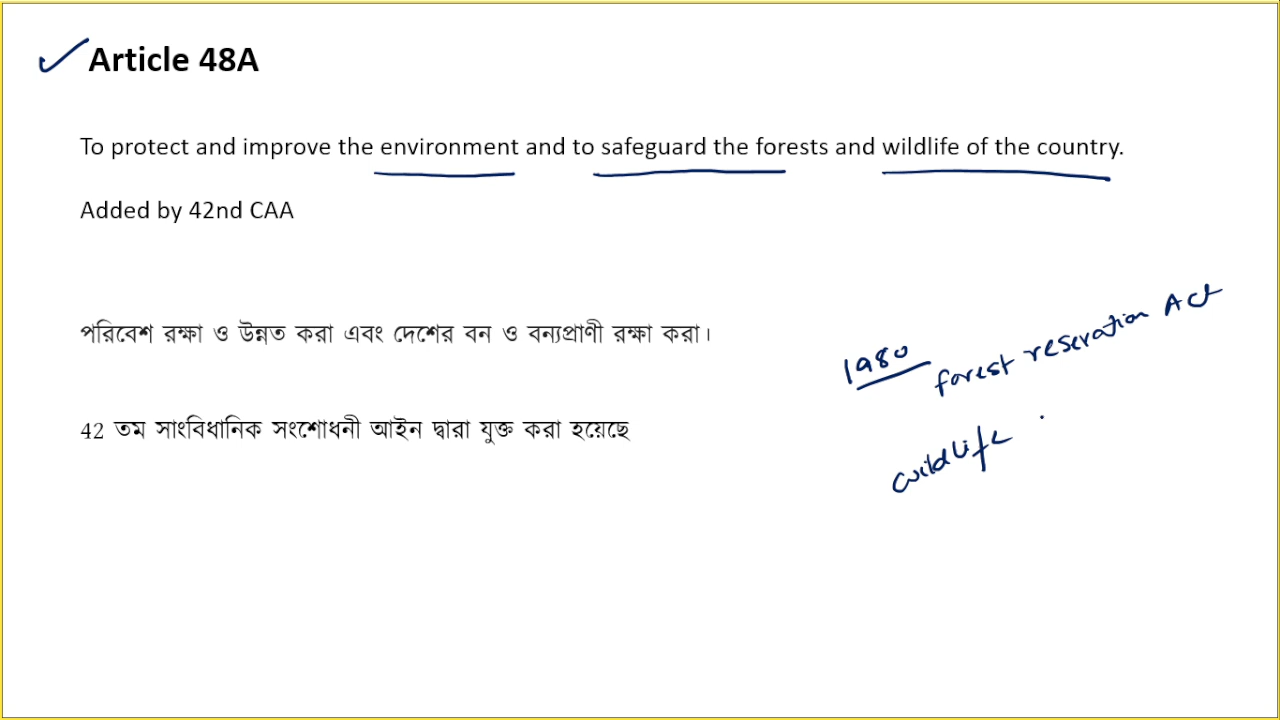 Article 48A
To protect and improve the environment and to safeguard the forests and wildlife of the country.
Added by 42nd CAA
পরিবেশ রক্ষা ও উন্নত করা এবং দেশের বন ও বন্যপ্রাণী রক্ষা করা।
1980 forest reseration Act
42 তম সাংবিধানিক সংশোধনী আইন দ্বারা যুক্ত করা হয়েছে
wildlife